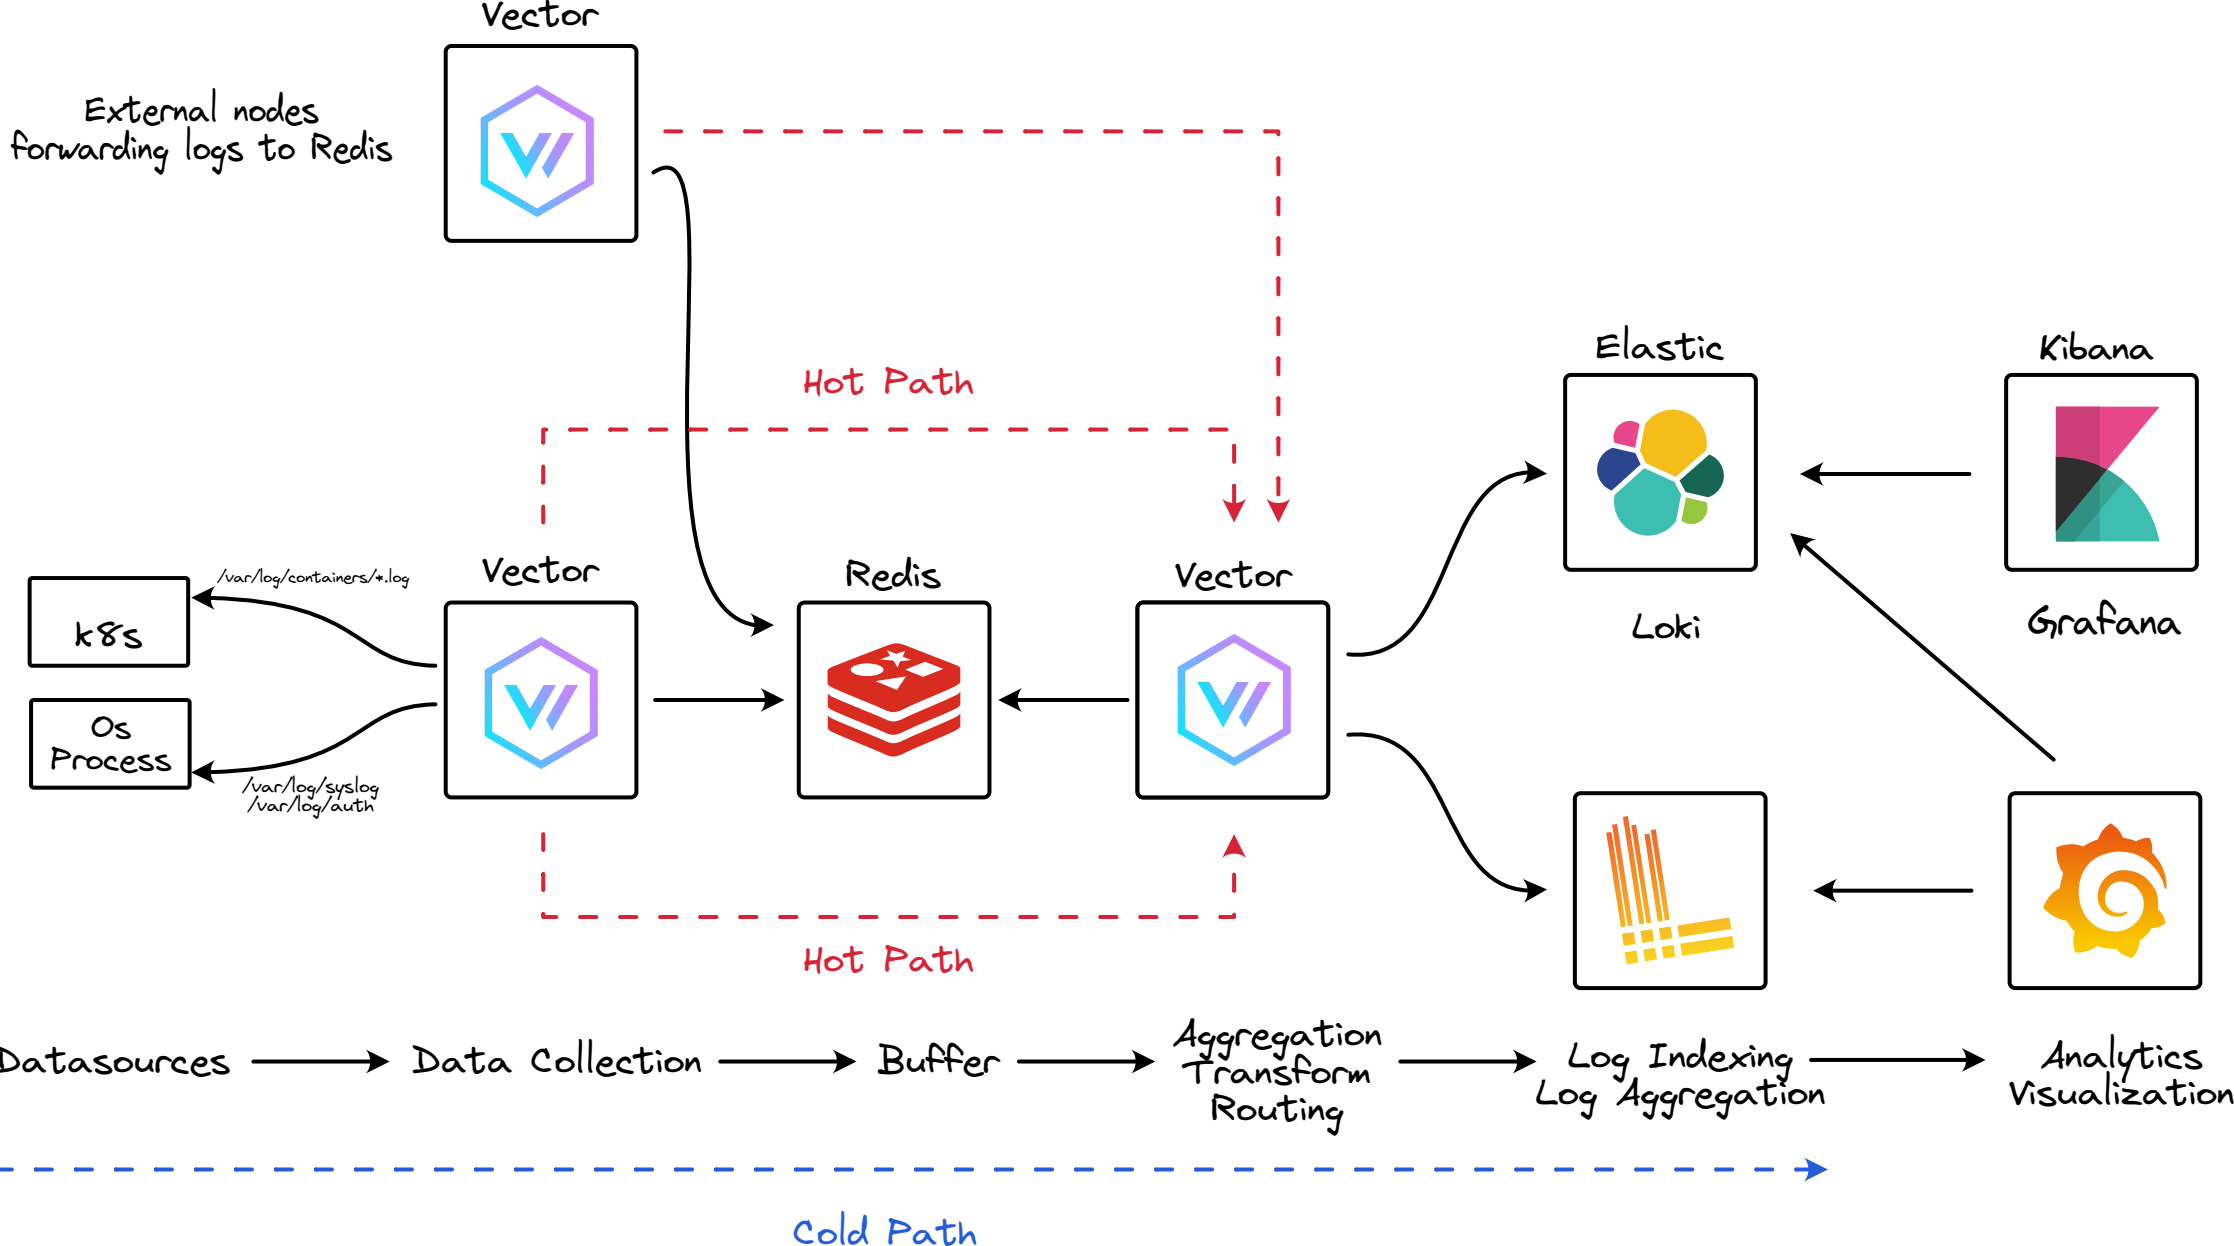 Vector
External nodes
forwarding logs to Redis
Hot Path
Elastic
Kibana
Vector
Redis
Vector
/var/log/containers/*.log
k8s
Loki
Grafana
Os
Process
/var/log/syslog
/var/log/auth
Hot Path
Datasources
Data Collection
Buffer
Aggregation
Transform
Routing
Log Indexing
Log Aggregation
Analytics
Visualization
Cold Path